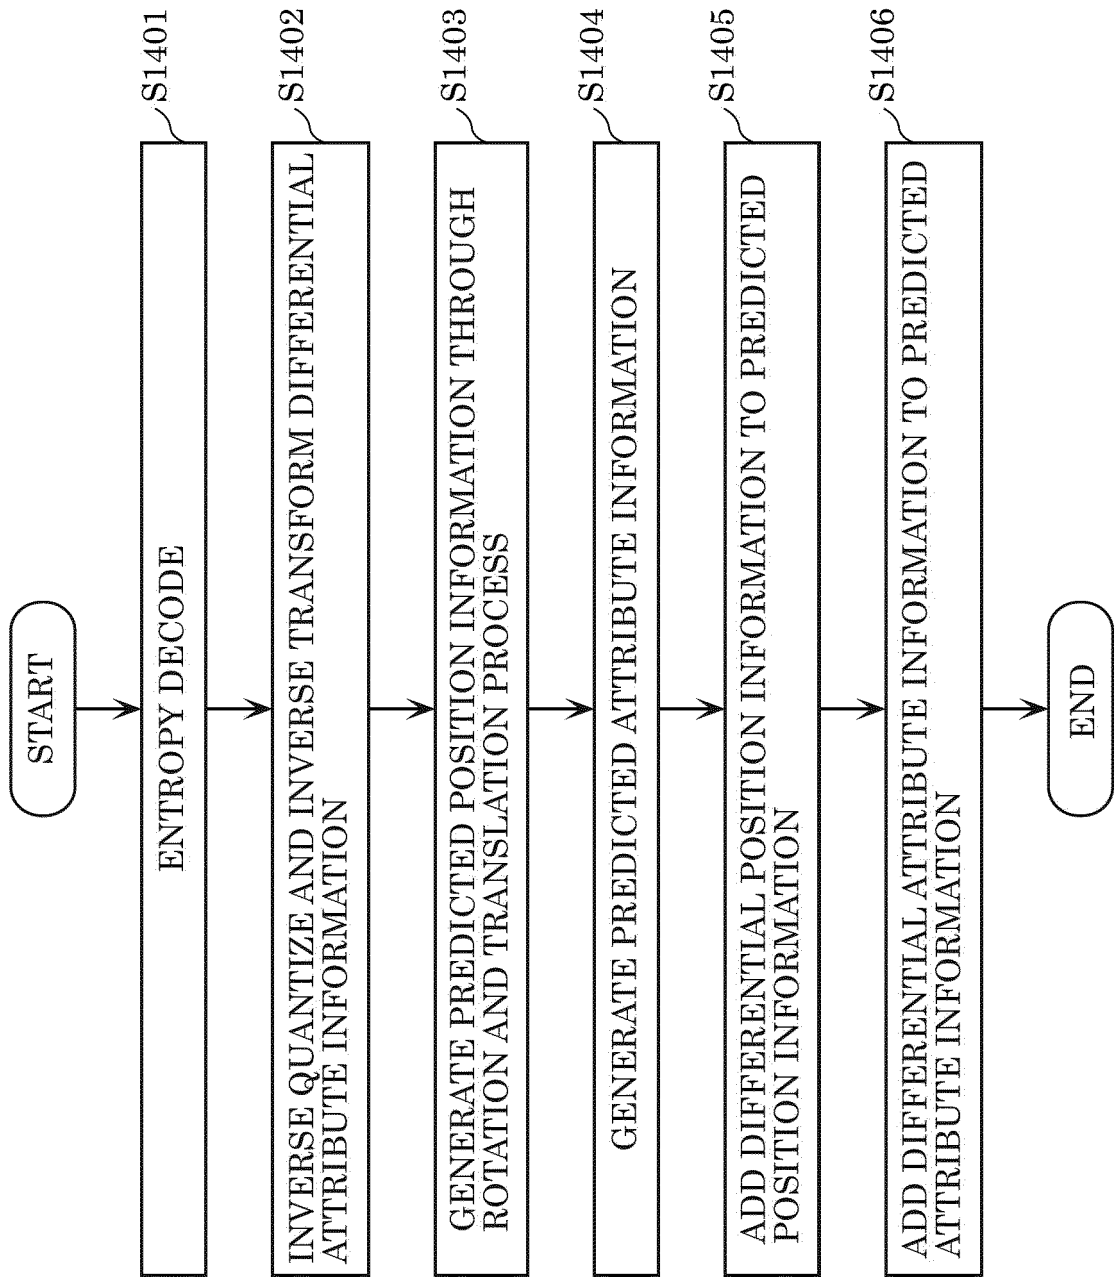 START
ENTROPY DECODE
S1401
INVERSE QUANTIZE AND INVERSE TRANSFORM DIFFERENTIAL
ATTRIBUTE INFORMATION
S1402
GENERATE PREDICTED POSITION INFORMATION THROUGH
ROTATION AND TRANSLATION PROCESS
S1403
GENERATE PREDICTED ATTRIBUTE INFORMATION
S1404
ADD DIFFERENTIAL POSITION INFORMATION TO PREDICTED
POSITION INFORMATION
S1405
ADD DIFFERENTIAL ATTRIBUTE INFORMATION TO PREDICTED
ATTRIBUTE INFORMATION
S1406
END